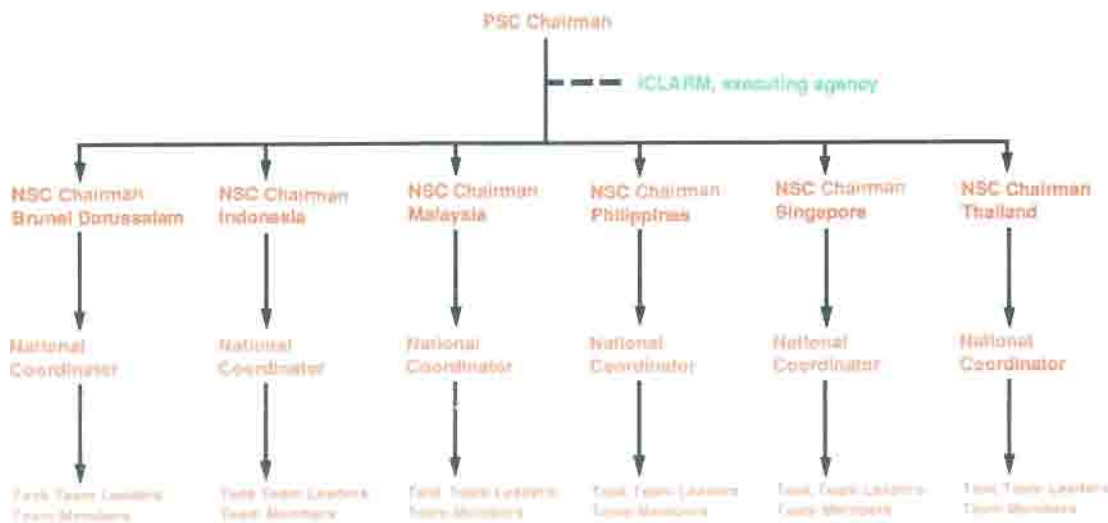 PSC Chairman
ICLARM, executing agency
NSC Chairman
Brunei Darussalam
NSC Chairman
Indonesia
NSC Chairman
Malaysia
NSC Chairman
Philippines
NSC Chairman
Singapore
NSC Chairman
Thailand
National
Coordinator
National
Coordinator
National
Coordinator
National
Coordinator
National
Coordinator
National
Coordinator
Task Team Leaders
Team Members
Task Team Leaders
Team Members
Task Team Leaders
Team Members
Task Team Leaders
Team Members
Task Team Leaders
Team Members
Task Team Leaders
Team Members